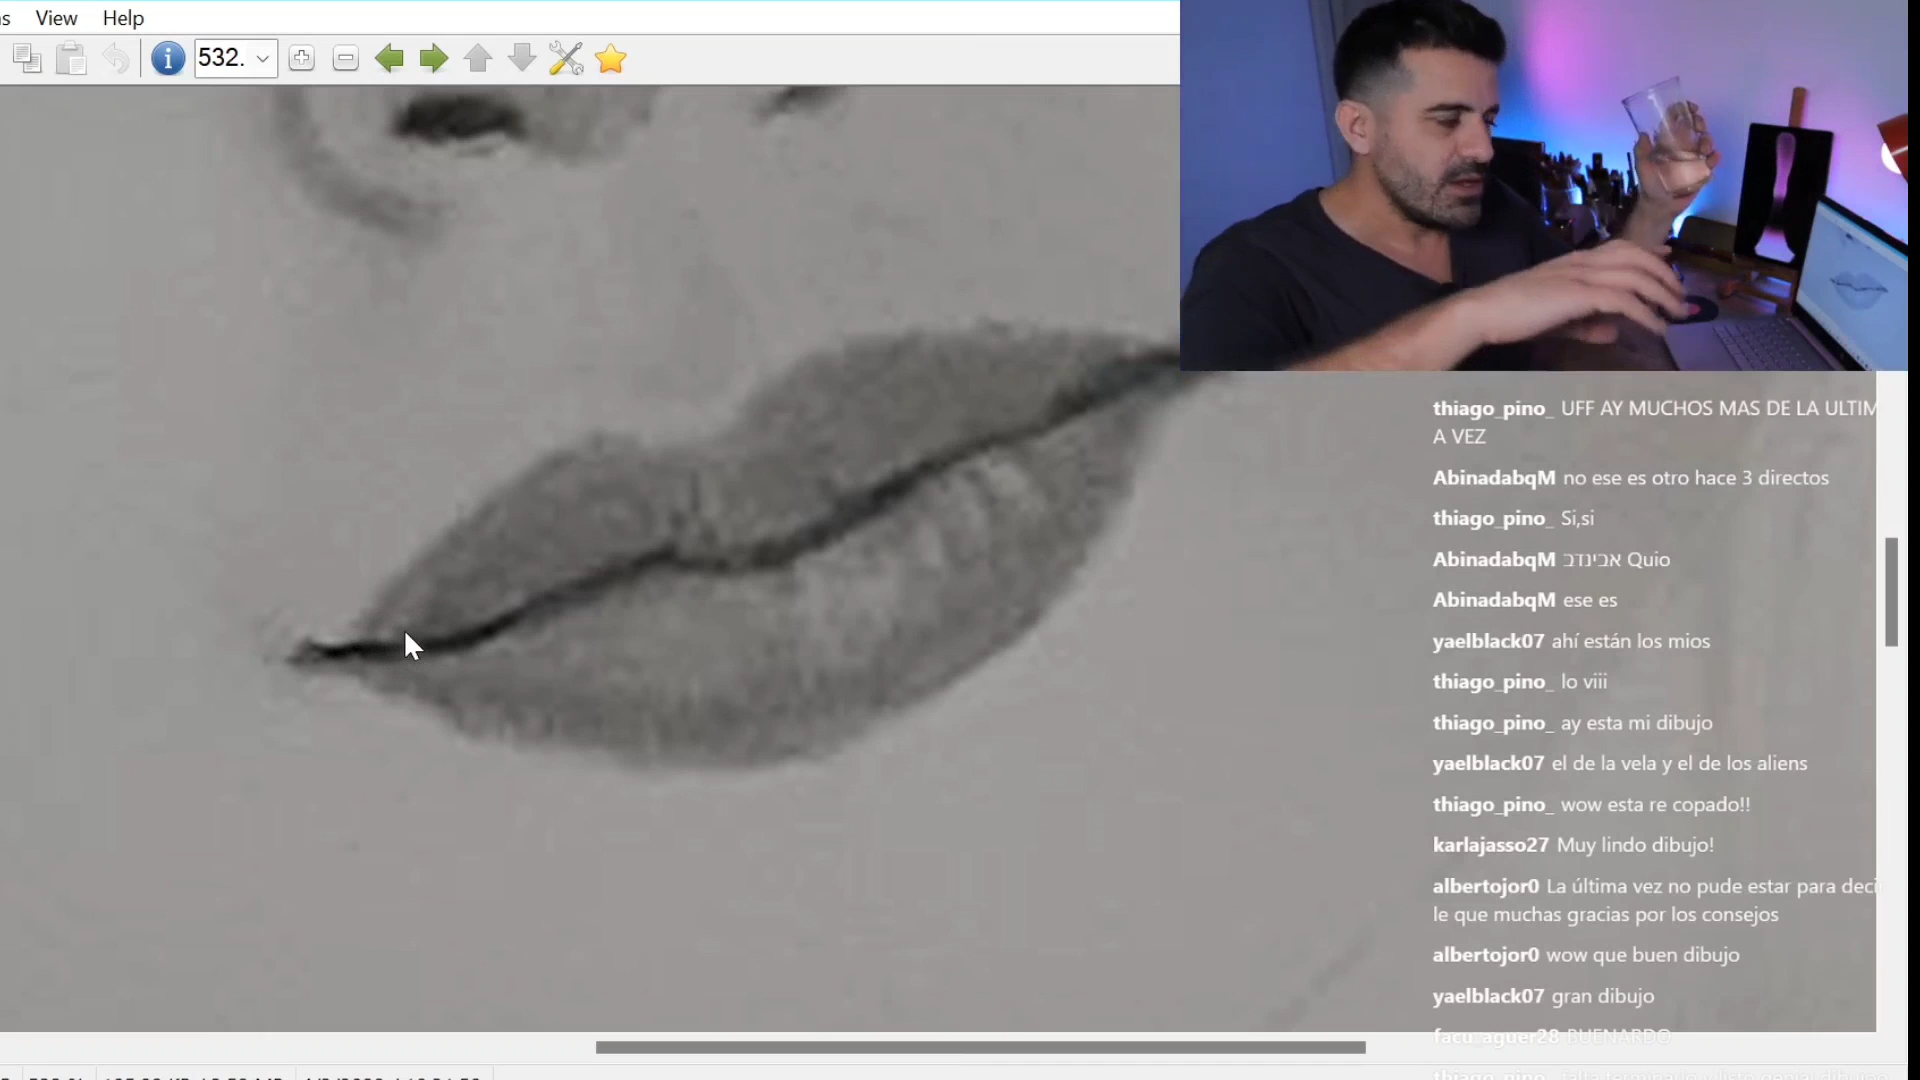 View Help
532.
thiago_pino_ UFF AY MUCHOS MAS DE LA ULTIM
A VEZ
AbinadabqM no ese es otro hace 3 directos
thiago_pino_ Si,si
AbinadabqM אבינדב Quio
AbinadabqM ese es
yaelblack07 ahí están los mios
thiago_pino_ lo viii
thiago_pino_ ay esta mi dibujo
yaelblack07 el de la vela y el de los aliens
thiago_pino_ wow esta re copado!!
karlajasso27 Muy lindo dibujo!
albertojor0 La última vez no pude estar para deci
le que muchas gracias por los consejos
albertojor0 wow que buen dibujo
yaelblack07 gran dibujo
facu_aguer28 BUENARDO